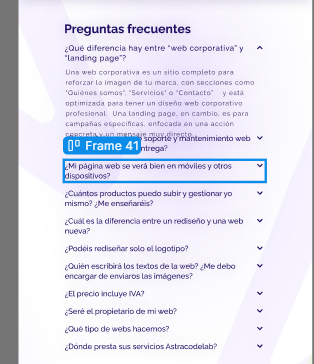 Preguntas frecuentes
¿Qué diferencia hay entre “web corporativa” y
“landing page”?
Una web corporativa es un sitio completo para
reforzar la imagen de tu marca, con secciones como
"Quiénes somos", "Servicios" o "Contacto" y está
optimizada para tener un diseño web corporativo
profesional. Una landing page, en cambio, es para
campañas específicas, enfocada en una acción
concreta y un mensaje muy directo.
soporte y mantenimiento web
Frame 41
ntrega?
¿Mi página web se verá bien en móviles y otros
dispositivos?
¿Cuántos productos puedo subir y gestionar yo
mismo? ¿Me enseñaréis?
¿Cuál es la diferencia entre un rediseño y una web
nueva?
¿Podéis rediseñar solo el logotipo?
¿Quién escribirá los textos de la web? ¿Me debo
encargar de enviaros las imágenes?
¿El precio incluye IVA?
¿Seré el propietario de mi web?
¿Qué tipo de webs hacemos?
¿Dónde presta sus servicios Astracodelab?